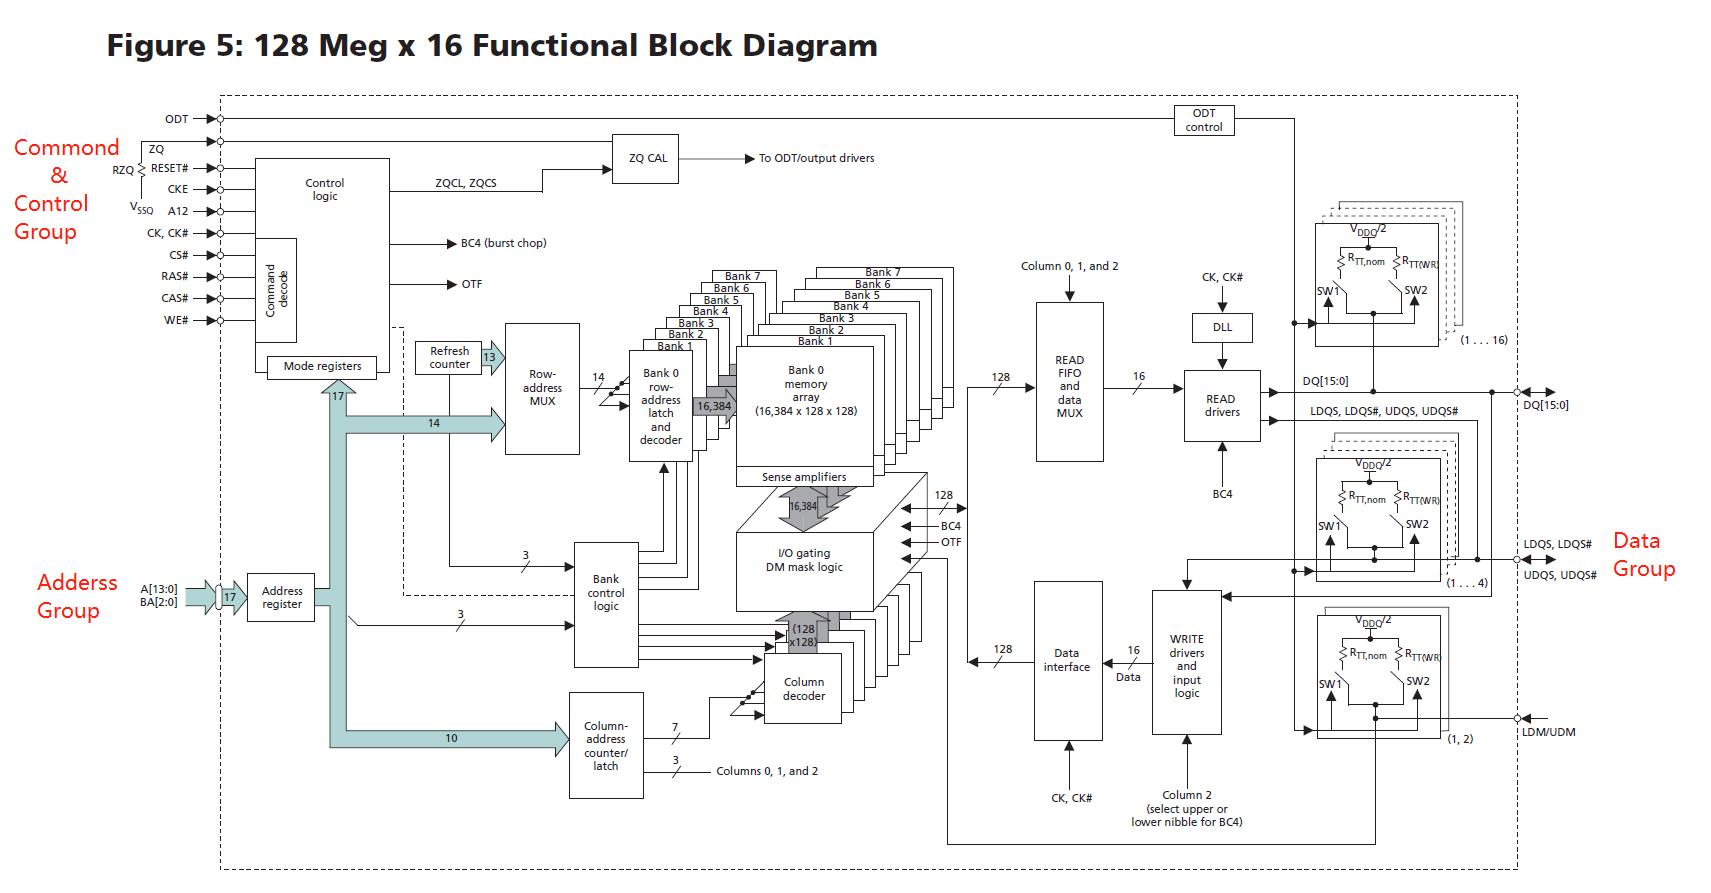 Figure 5: 128 Meg x 16 Functional Block Diagram
Commond
&
Control
Group
ODT
ZQ
RZQ
RESET#
CKE
VSSQ
A12
CK, CK#
CS#
RAS#
CAS#
WE#
Control
logic
Command
decode
Mode registers
ZQCL, ZQCS
BC4 (burst chop)
OTF
ZQ CAL
To ODT/output drivers
ODT
control
Refresh
counter
13
Row-
address
MUX
14
17
14
Bank 7
Bank 6
Bank 5
Bank 4
Bank 3
Bank 2
Bank 1
Bank 0
row-
address
latch
and
decoder
16,384
Bank 7
Bank 6
Bank 5
Bank 4
Bank 3
Bank 2
Bank 1
Bank 0
memory
array
(16,384 x 128 x 128)
Sense amplifiers
16,384
I/O gating
DM mask logic
128
BC4
OTF
(128
x128)
Column
decoder
3
Bank
control
logic
3
Adderss
Group
A[13:0]
BA[2:0]
17
Address
register
10
Column-
address
counter/
latch
7
3
Columns 0, 1, and 2
Column 0, 1, and 2
128
READ
FIFO
and
data
MUX
16
CK, CK#
DLL
READ
drivers
BC4
DQ[15:0]
LDQS, LDQS#, UDQS, UDQS#
128
Data
interface
CK, CK#
16
Data
WRITE
drivers
and
input
logic
Column 2
(select upper or
lower nibble for BC4)
VDDQ/2
RTT,nom
RTT(WR)
SW1
SW2
(1 . . . 16)
DQ[15:0]
VDDQ/2
RTT,nom
RTT(WR)
SW1
SW2
(1 . . . 4)
LDQS, LDQS#
UDQS, UDQS#
Data
Group
VDDQ/2
RTT,nom
RTT(WR)
SW1
SW2
(1, 2)
LDM/UDM